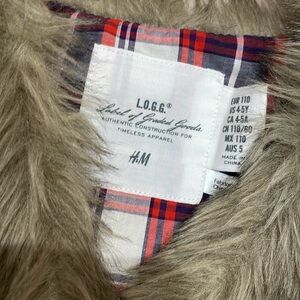 L.O.G.G.®
Label of Graded Goods
AUTHENTIC CONSTRUCTION FOR
TIMELESS APPAREL
H&M
EUR 110
US 4-5Y
CA 4-5A
CN 110/60
MX 110
AUS 5
MADE IN
CHINA